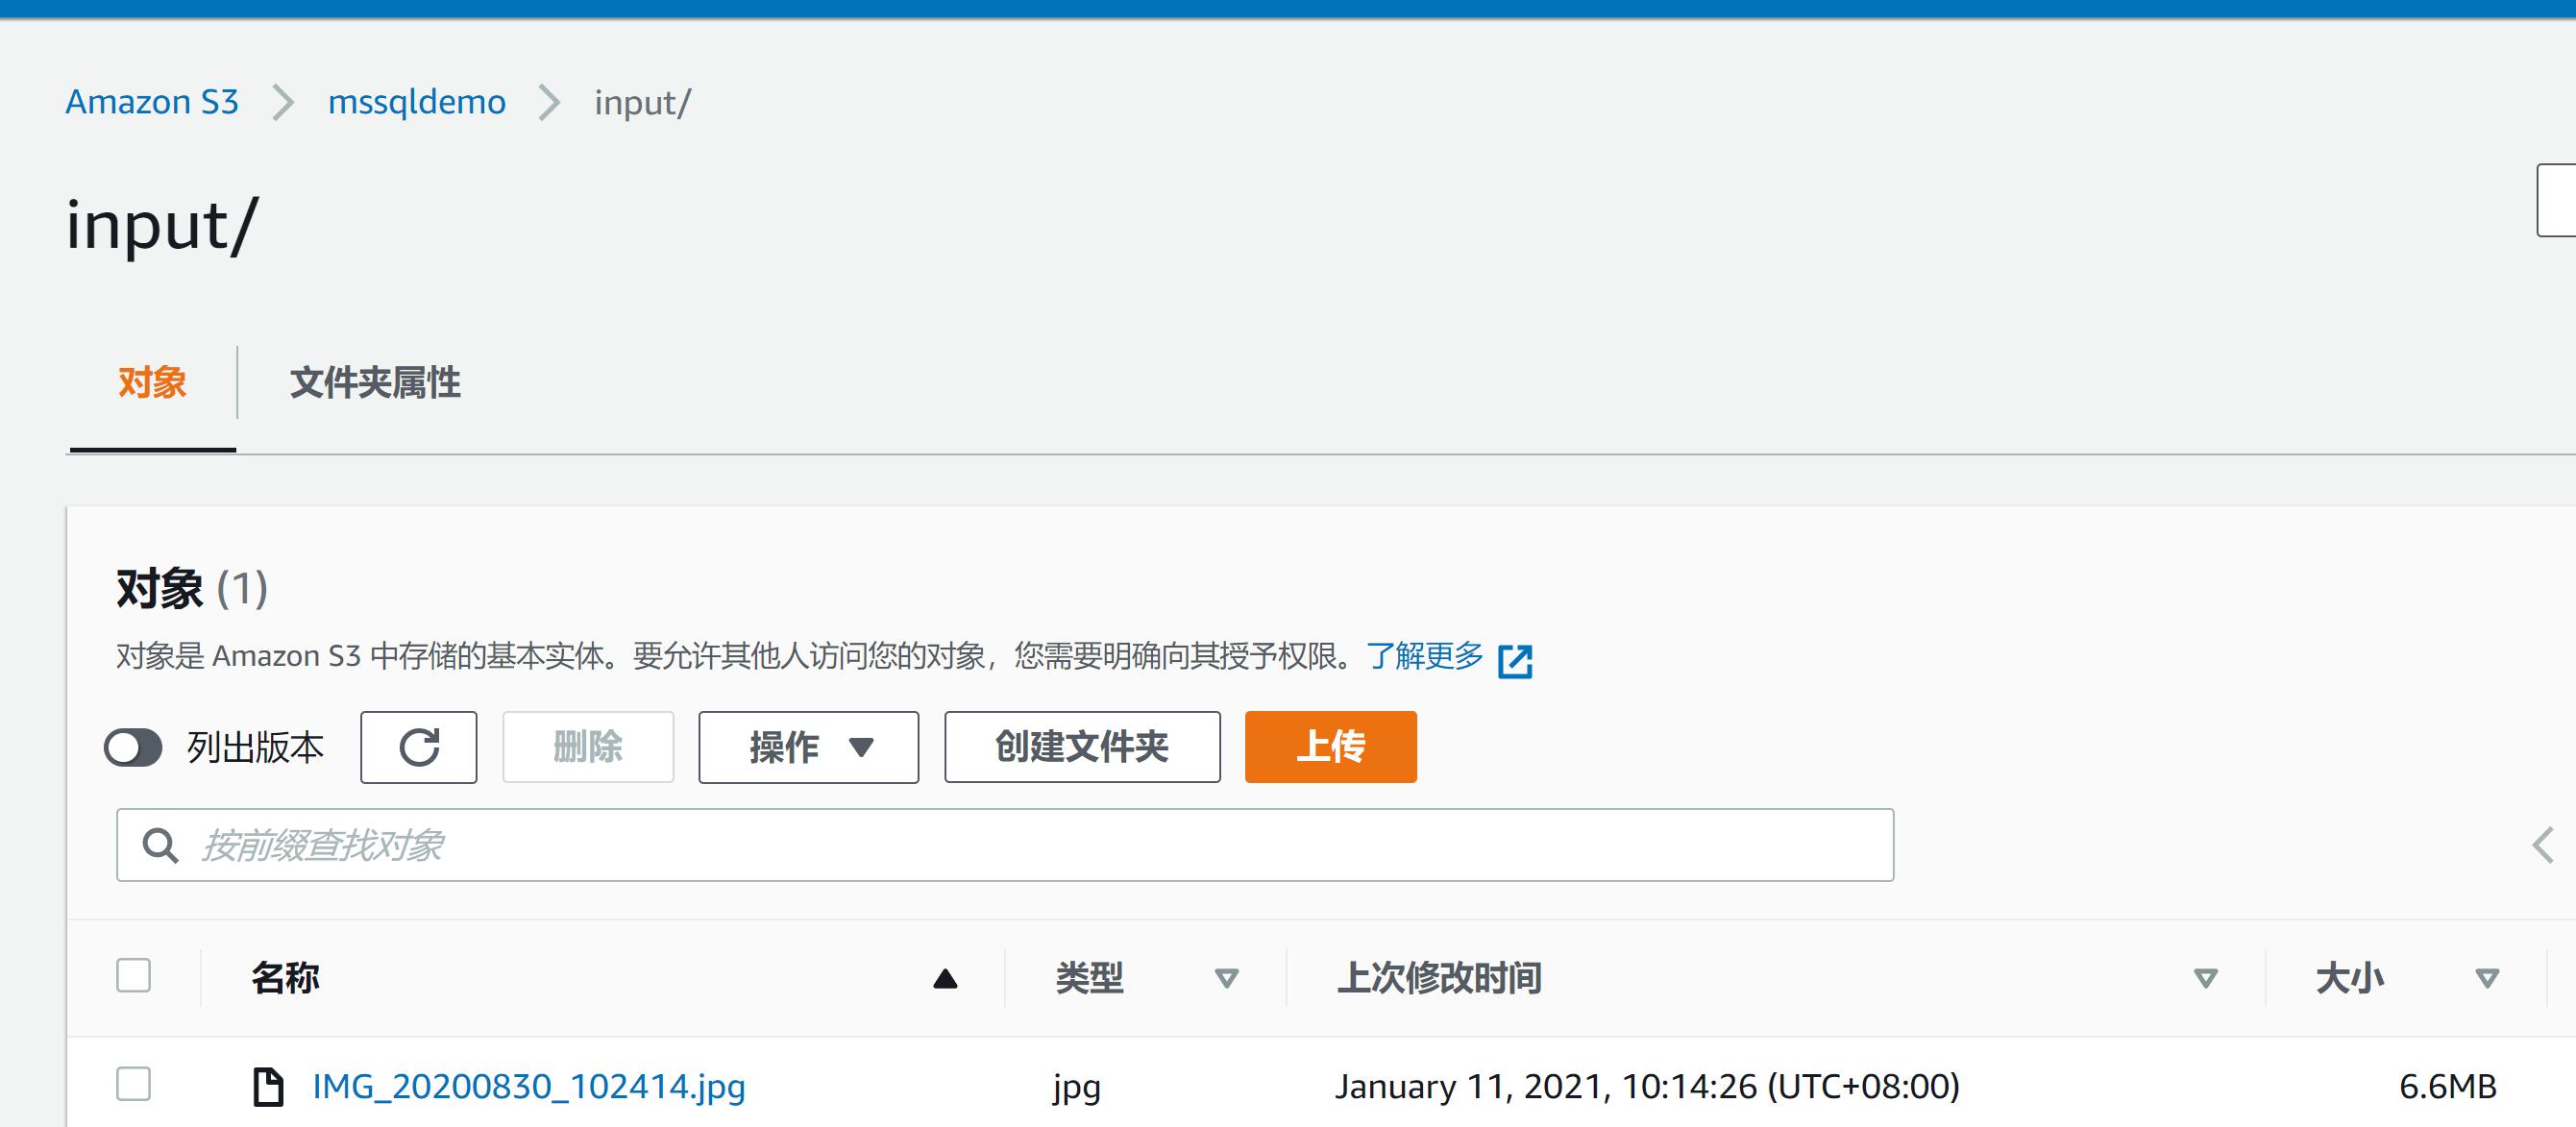 Amazon S3 mssqldemo input/
input/
对象 文件夹属性
对象 (1)
对象是 Amazon S3 中存储的基本实体。要允许其他人访问您的对象，您需要明确向其授予权限。了解更多
列出版本 删除 操作 创建文件夹 上传
按前缀查找对象
名称 类型 上次修改时间 大小
IMG_20200830_102414.jpg jpg January 11, 2021, 10:14:26 (UTC+08:00) 6.6MB